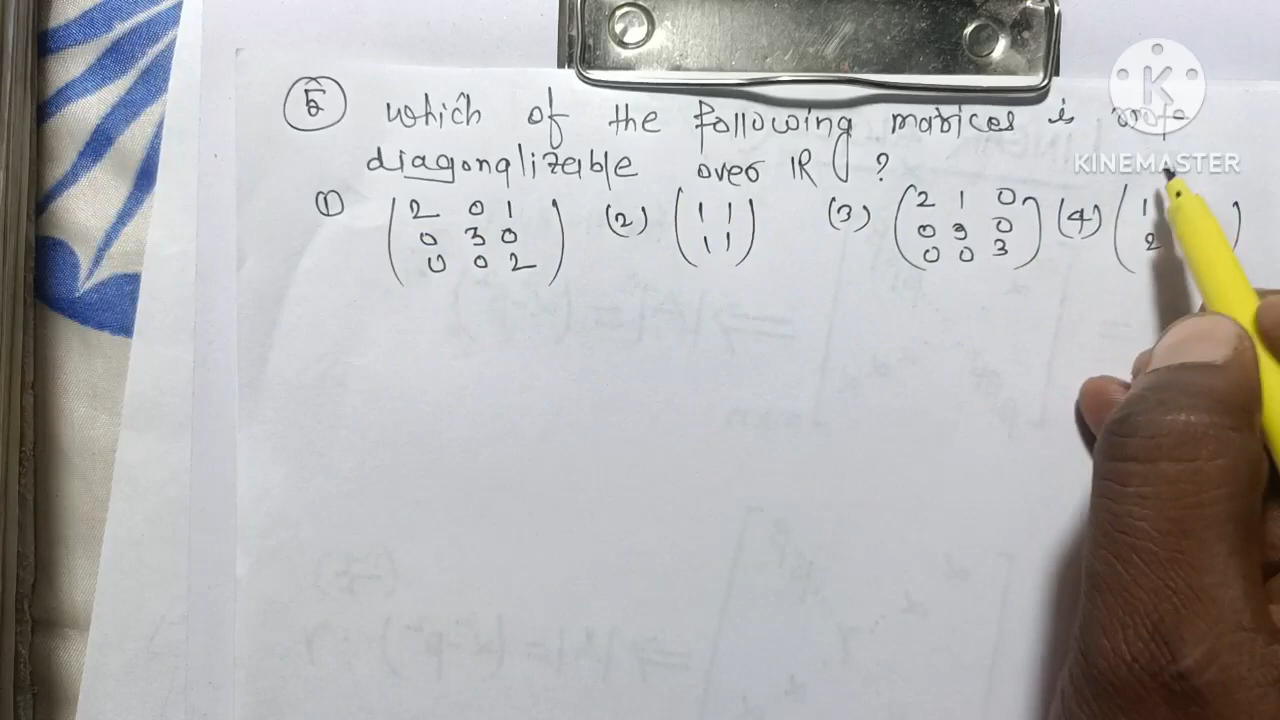 5 which of the following marices is
diagonalizable over IR ?
(1) ( 2 0 1 (2) ( 1 1 (3) ( 2 1 0 (4) ( 1
0 3 0 1 1 ) 0 3 0 2 )
0 0 2 ) 0 0 3 )
K
KINEMASTER